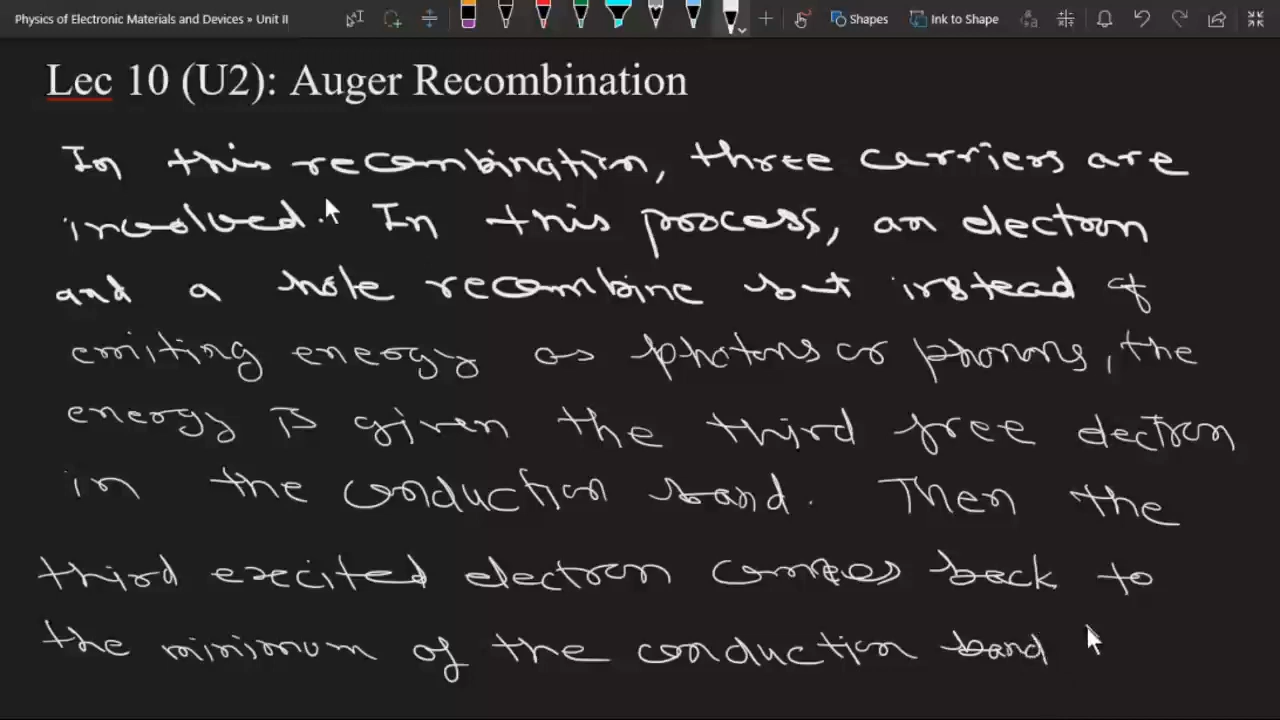 Physics of Electronic Materials and Devices » Unit II
Shapes
Ink to Shape
Lec 10 (U2): Auger Recombination
In this recombination, three carriers are
involved. In this process, an electron
and a hole recombine but instead of
emiting energy as photons or phonons, the
energy is given the third free electron
in the conduction band. Then the
third excited electron comes back to
the minimum of the conduction band